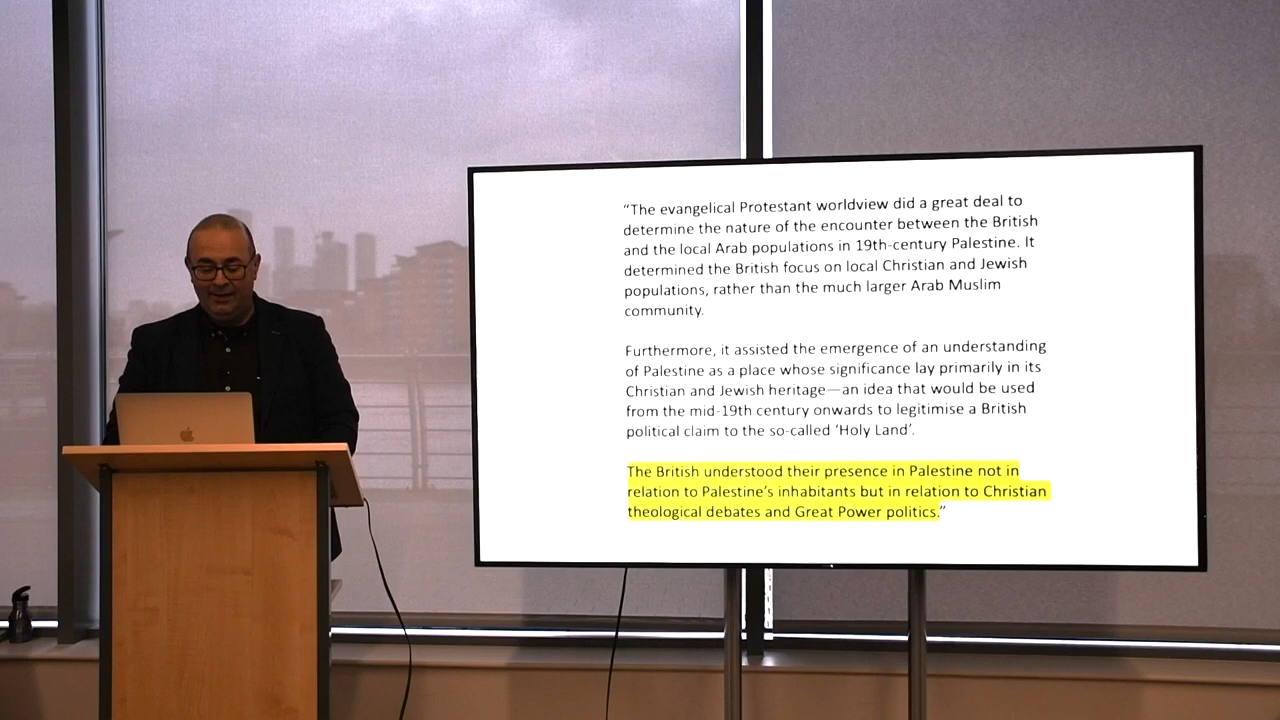 “The evangelical Protestant worldview did a great deal to
determine the nature of the encounter between the British
and the local Arab populations in 19th-century Palestine. It
determined the British focus on local Christian and Jewish
populations, rather than the much larger Arab Muslim
community.
Furthermore, it assisted the emergence of an understanding
of Palestine as a place whose significance lay primarily in its
Christian and Jewish heritage—an idea that would be used
from the mid-19th century onwards to legitimise a British
political claim to the so-called ‘Holy Land’.
The British understood their presence in Palestine not in
relation to Palestine’s inhabitants but in relation to Christian
theological debates and Great Power politics.”